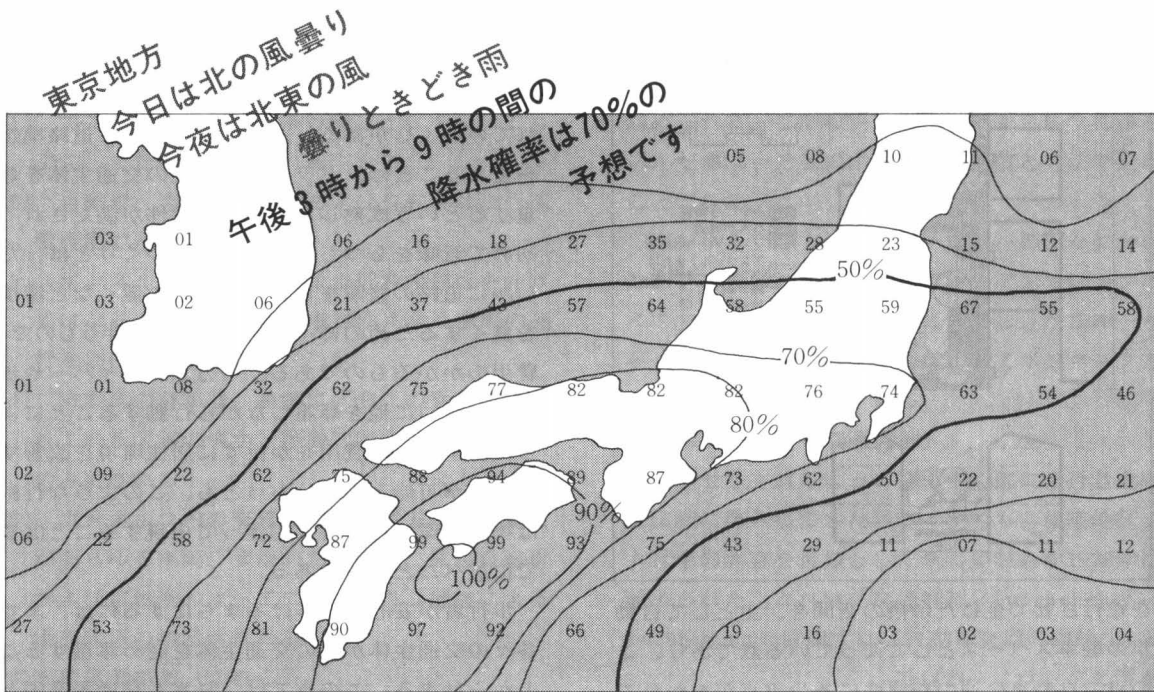 東京地方
今日は北の風曇り
今夜は北東の風
曇りときどき雨
午後3時から9時の間の
降水確率は70%の
予想です
05 08 10 11 06 07
03 01 06 16 18 27 35 32 28 23 15 12 14
50%
01 03 02 06 21 37 43 57 64 58 55 59 67 55 58
70%
01 01 08 32 62 75 77 82 82 82 76 74 63 54 46
80%
02 09 22 62 75 88 94 89 87 73 62 50 22 20 21
90%
06 22 58 72 87 99 99 93 75 43 29 11 07 11 12
100%
27 53 73 81 90 97 92 66 49 19 16 03 02 03 04